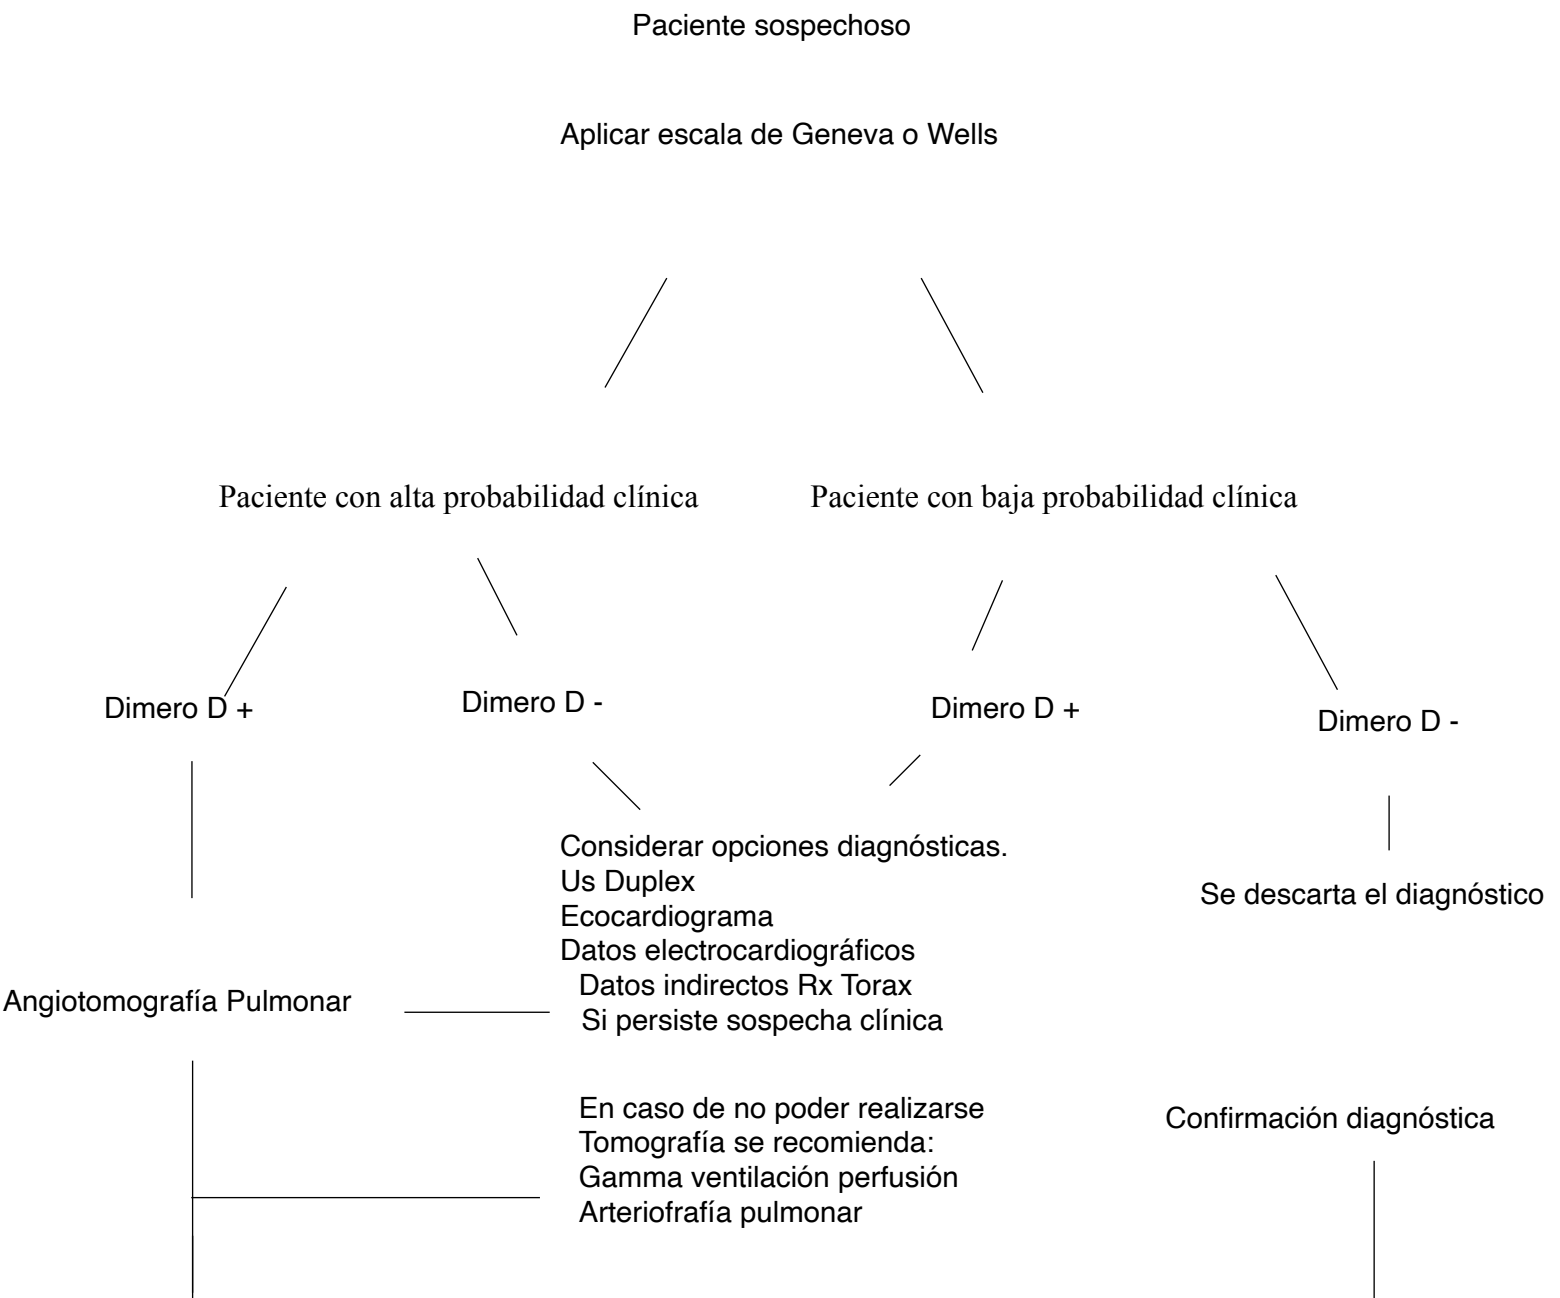 Paciente sospechoso
Aplicar escala de Geneva o Wells
Paciente con alta probabilidad clínica
Paciente con baja probabilidad clínica
Dimero D +
Dimero D -
Dimero D +
Dimero D -
Considerar opciones diagnósticas.
Us Duplex
Ecocardiograma
Datos electrocardiográficos
Datos indirectos Rx Torax
Si persiste sospecha clínica
Se descarta el diagnóstico
Angiotomografía Pulmonar
En caso de no poder realizarse
Tomografía se recomienda:
Gamma ventilación perfusión
Arteriofrafía pulmonar
Confirmación diagnóstica